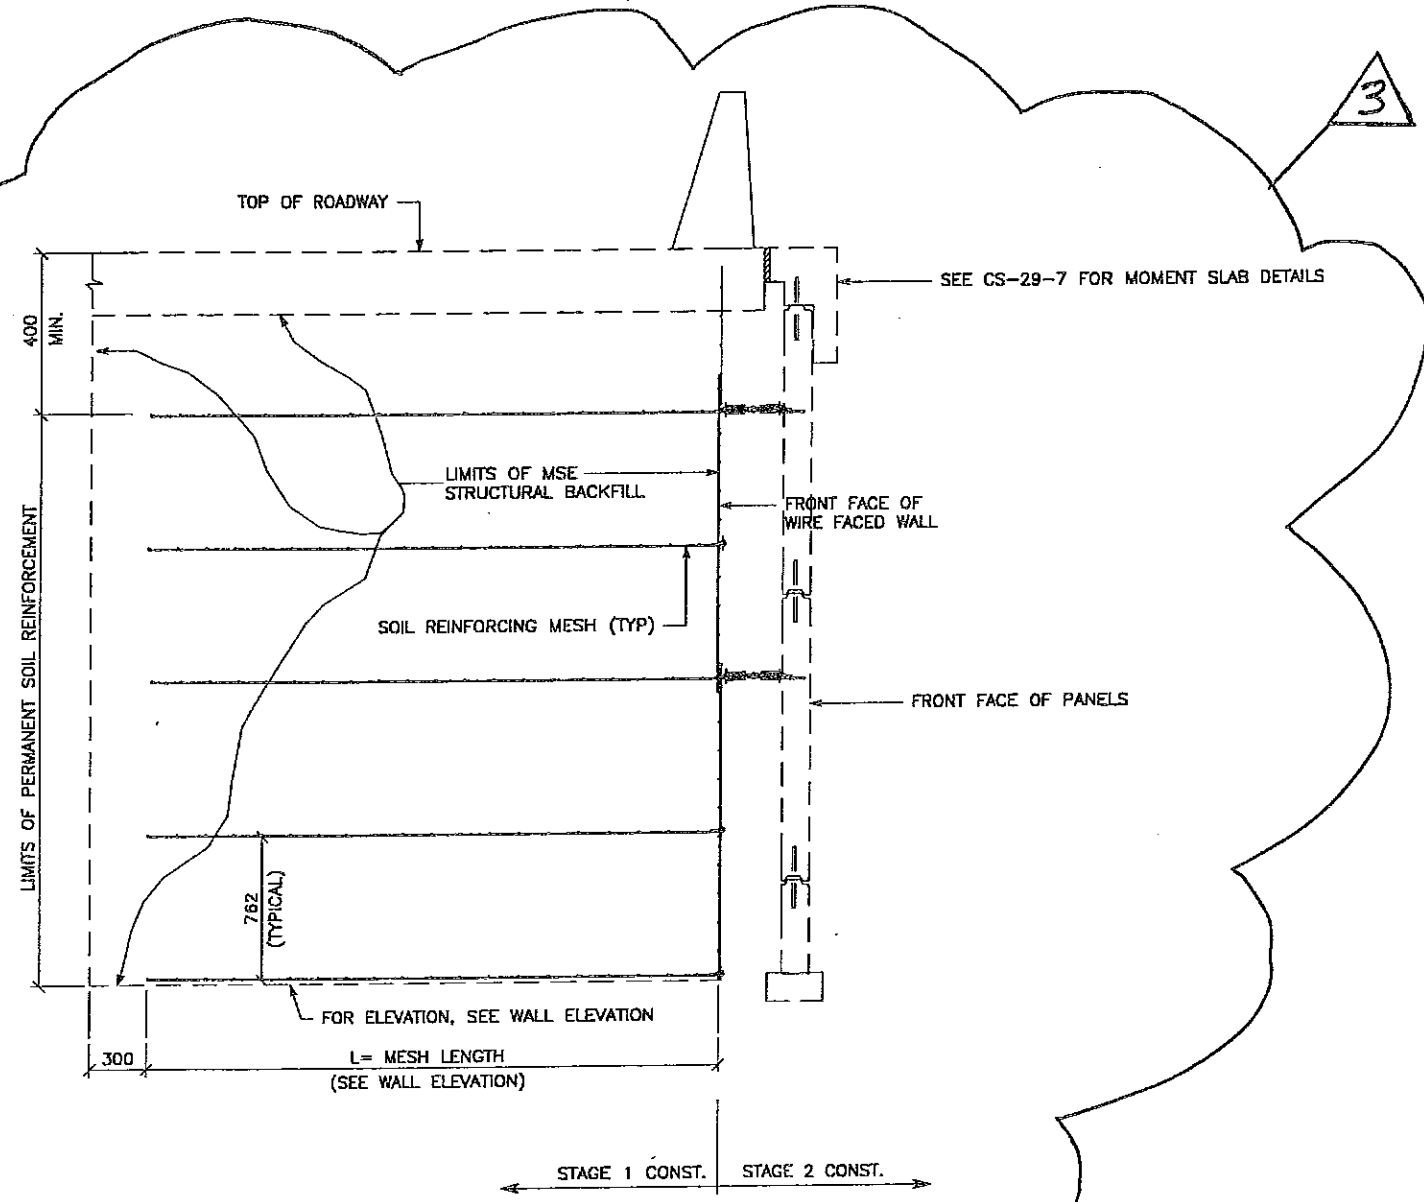 3
TOP OF ROADWAY
SEE CS-29-7 FOR MOMENT SLAB DETAILS
400
MIN.
LIMITS OF MSE
STRUCTURAL BACKFILL
FRONT FACE OF
WIRE FACED WALL
LIMITS OF PERMANENT SOIL REINFORCEMENT
SOIL REINFORCING MESH (TYP)
FRONT FACE OF PANELS
762
(TYPICAL)
FOR ELEVATION, SEE WALL ELEVATION
300
L= MESH LENGTH
(SEE WALL ELEVATION)
STAGE 1 CONST.
STAGE 2 CONST.